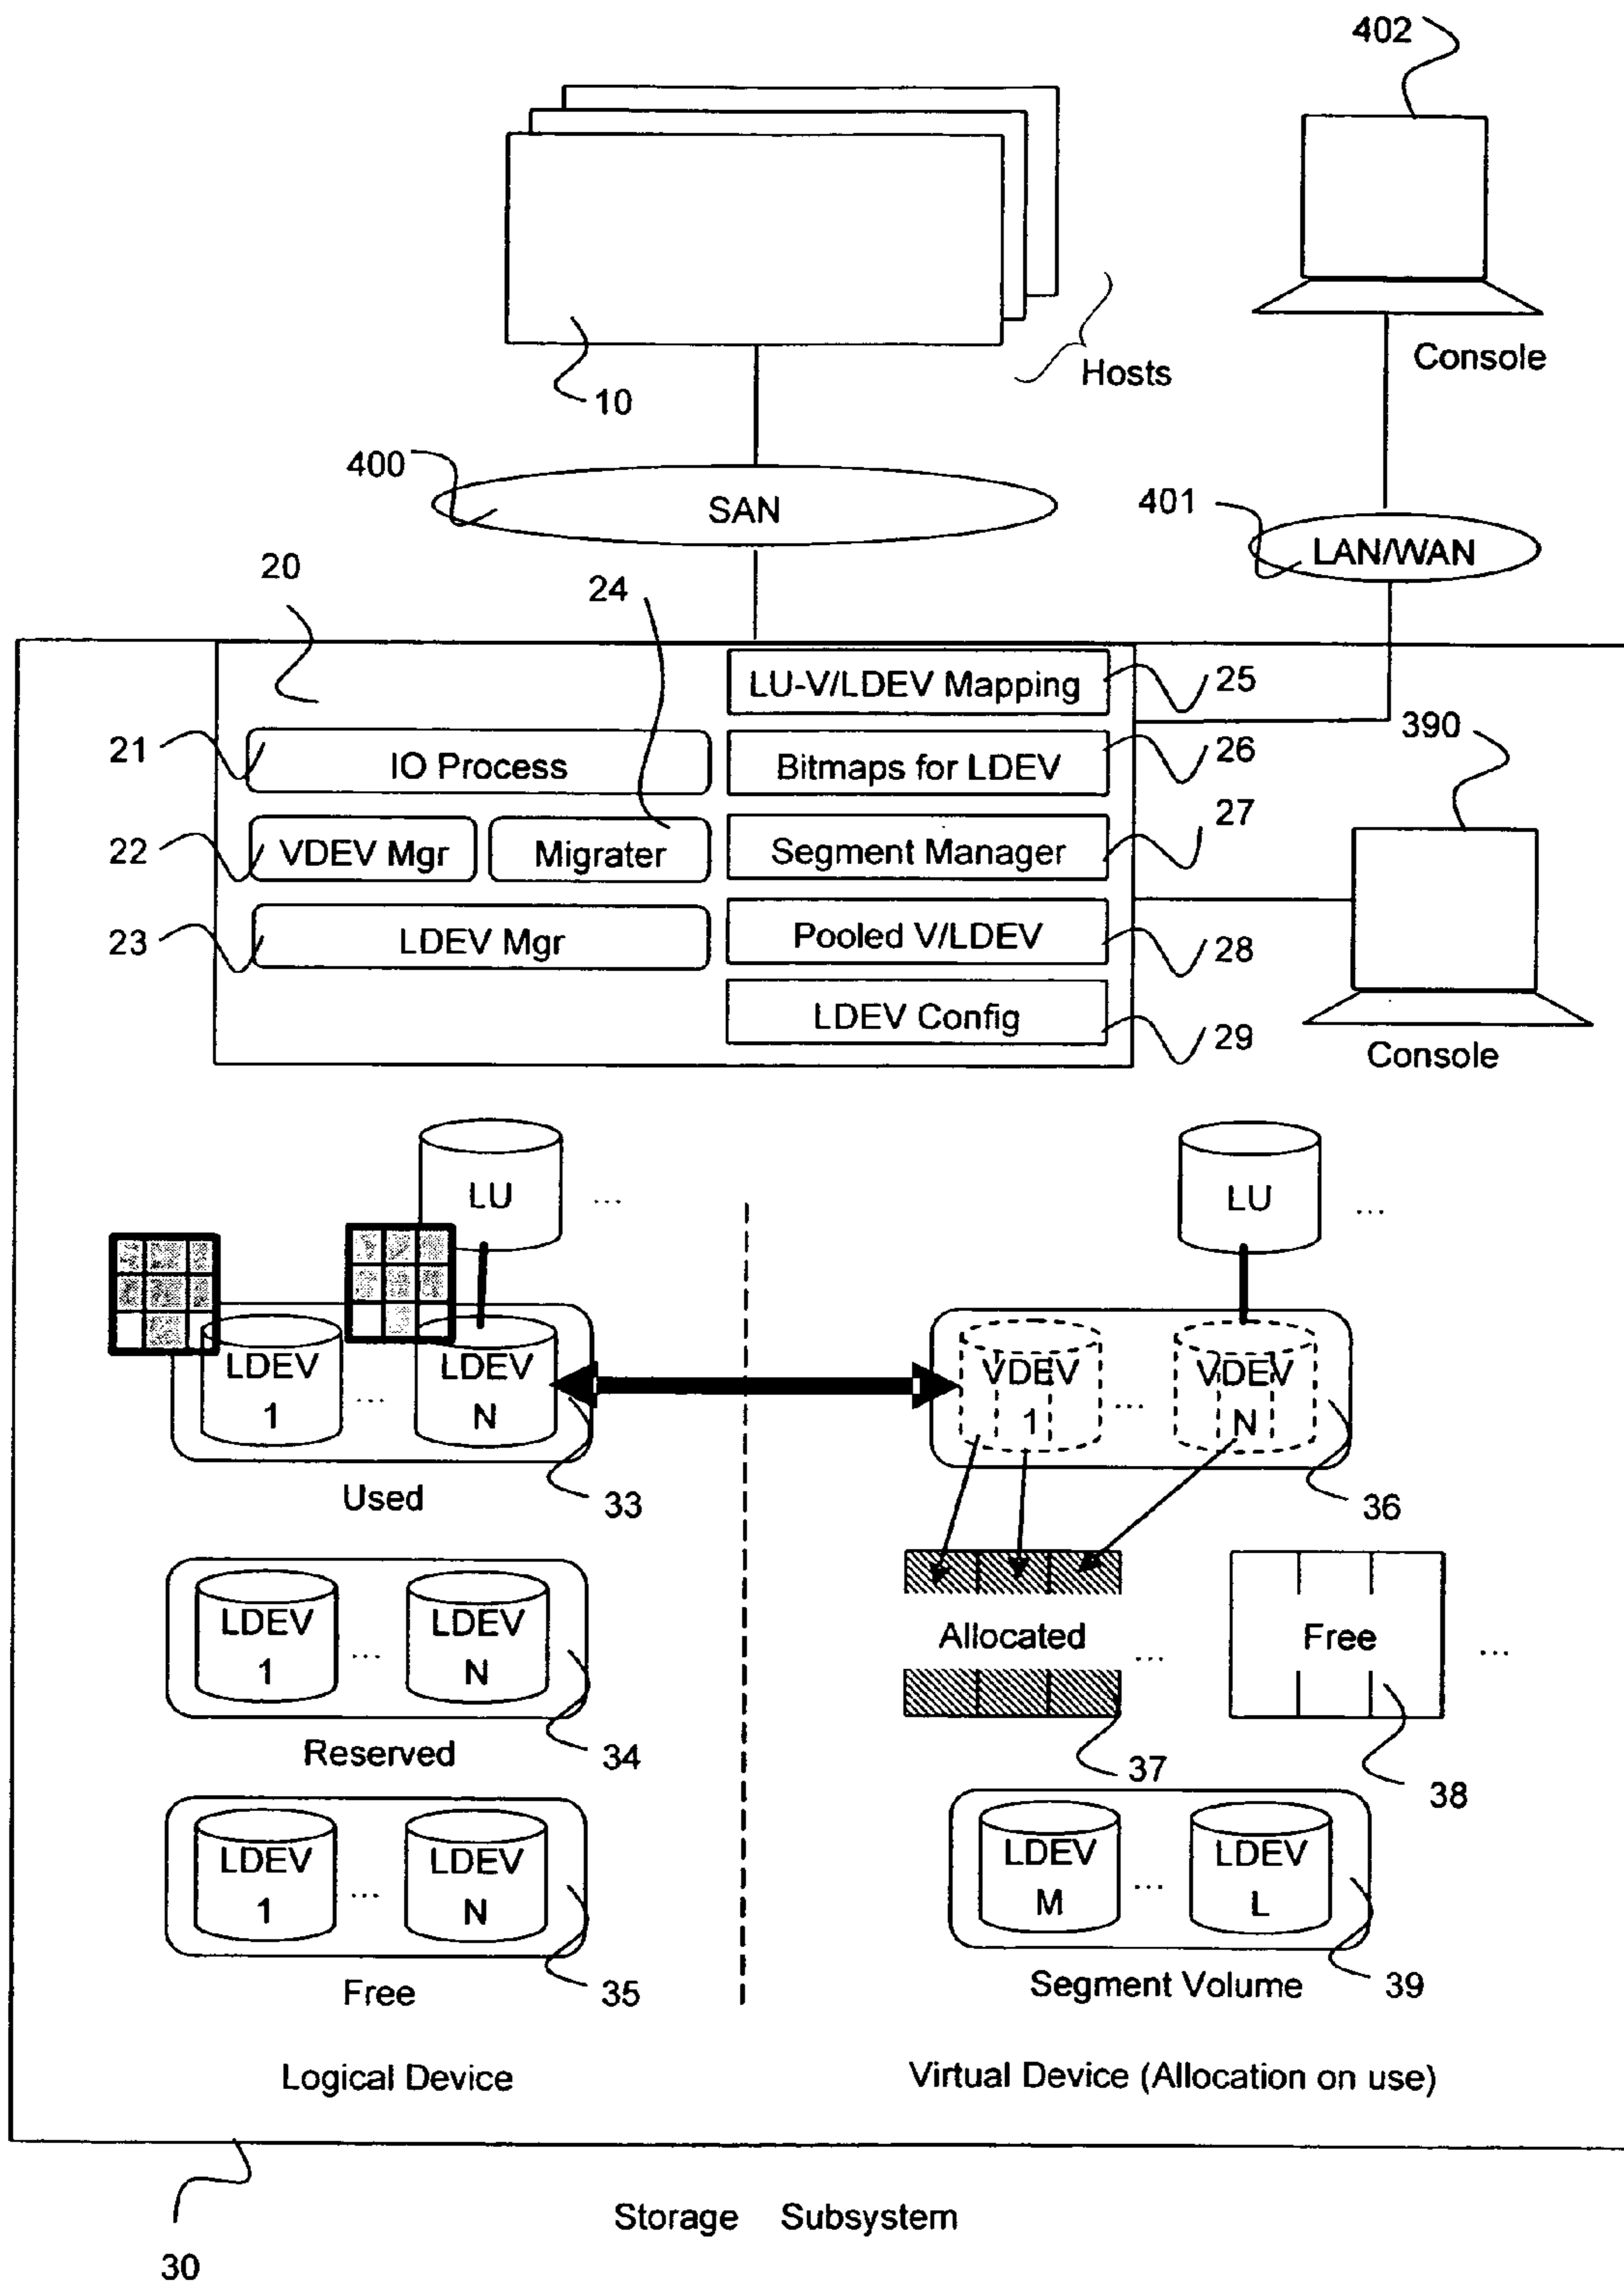 402
Hosts
Console
10
400
SAN
401
LAN/WAN
20
24
LU-V/LDEV Mapping
25
21
IO Process
Bitmaps for LDEV
26
390
22
VDEV Mgr
Migrater
Segment Manager
27
23
LDEV Mgr
Pooled V/LDEV
28
LDEV Config
29
Console
LU
...
LU
...
LDEV
1
...
LDEV
N
VDEV
1
...
VDEV
N
Used
33
36
LDEV
1
...
LDEV
N
Allocated
...
Free
...
Reserved
34
37
38
LDEV
1
...
LDEV
N
LDEV
M
...
LDEV
L
Free
35
Segment Volume
39
Logical Device
Virtual Device (Allocation on use)
Storage Subsystem
30